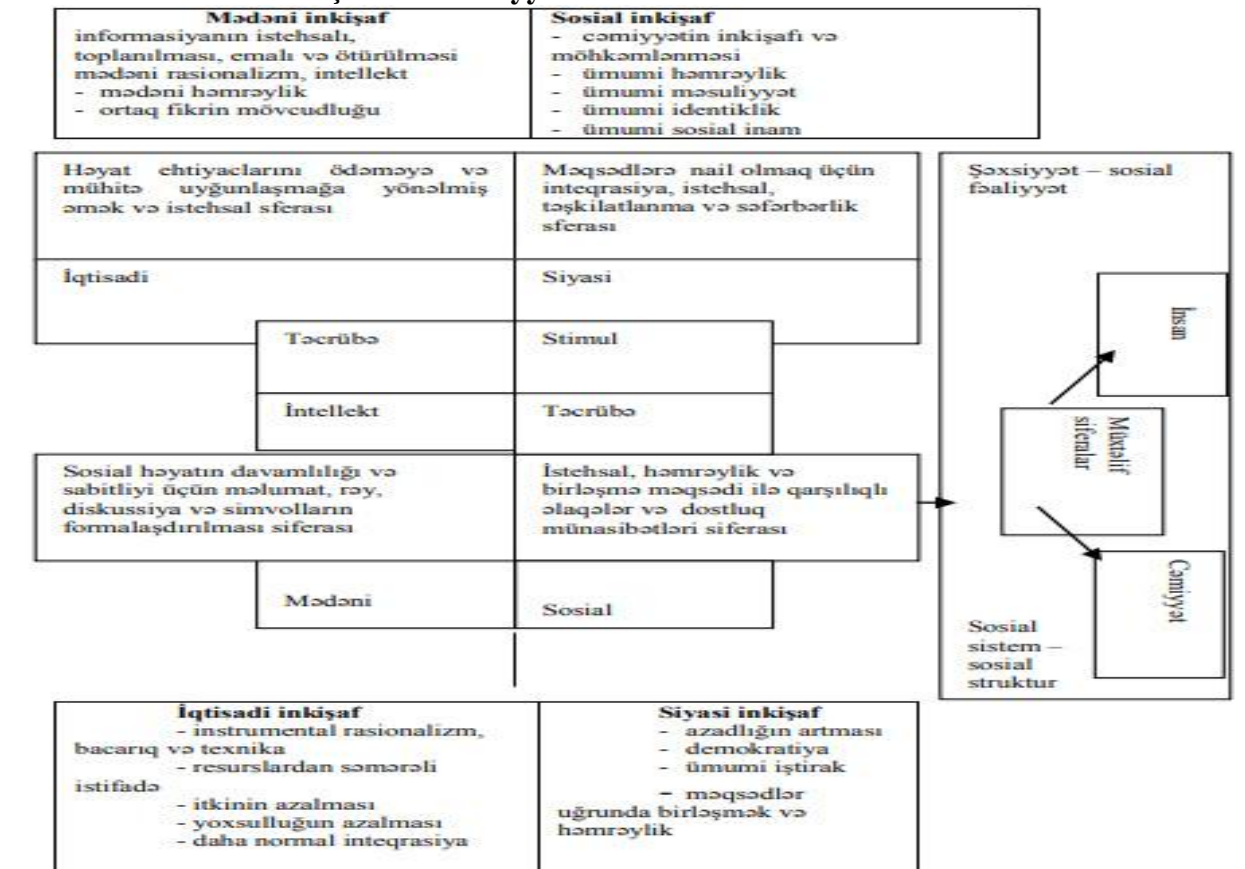 Mədəni inkişaf
informasiyanın istehsalı,
toplanılması, emalı və ötürülməsi
mədəni rasionalizm, intellekt
- mədəni həmrəylik
- ortaq fikrin mövcudluğu
Sosial inkişaf
- cəmiyyətin inkişafı və
möhkəmlənməsi
- ümumi həmrəylik
- ümumi məsuliyyət
- ümumi identiklik
- ümumi sosial inam
Həyat ehtiyaclarını ödəməyə və
mühitə uyğunlaşmağa yönəlmiş
əmək və istehsal sferası
Məqsədlərə nail olmaq üçün
inteqrasiya, istehsal,
təşkilatlanma və səfərbərlik
sferası
İqtisadi
Siyasi
Təcrübə
Stimul
İntellekt
Təcrübə
Sosial həyatın davamlılığı və
sabitliyi üçün məlumat, rəy,
diskussiya və simvolların
formalaşdırılması siferası
İstehsal, həmrəylik və
birləşmə məqsədi ilə qarşılıqlı
əlaqələr və dostluq
münasibətləri siferası
Mədəni
Sosial
Şəxsiyyət – sosial
fəaliyyət
İnsan
Müxtəlif
siferalar
Cəmiyyət
Sosial
sistem –
sosial
struktur
İqtisadi inkişaf
- instrumental rasionalizm,
bacarıq və texnika
- resurslardan səmərəli
istifadə
- itkinin azalması
- yoxsulluğun azalması
- daha normal inteqrasiya
Siyasi inkişaf
- azadlığın artması
- demokratiya
- ümumi iştirak
- məqsədlər
uğrunda birləşmək və
həmrəylik